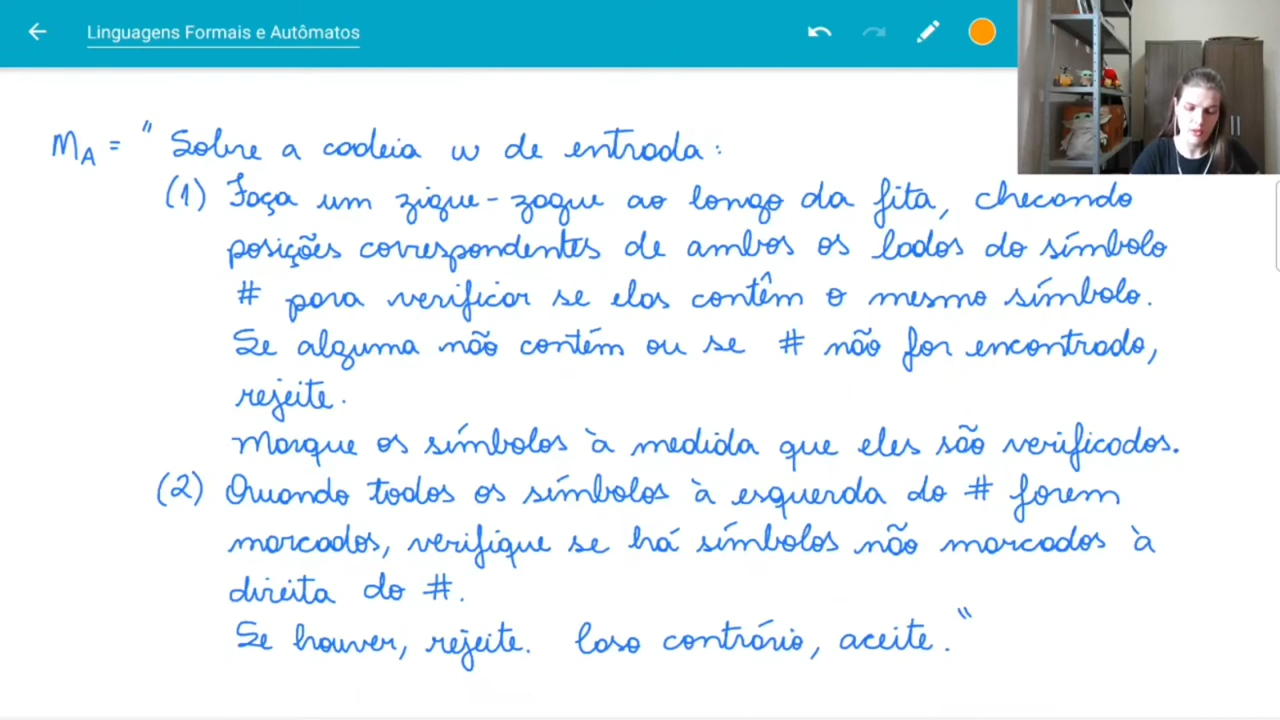 Linguagens Formais e Autômatos
M_A = "Sobre a cadeia w de entrada:
(1) Faça um zigue-zague ao longo da fita, checando
posições correspondentes de ambos os lados do símbolo
# para verificar se elas contêm o mesmo símbolo.
Se alguma não contém ou se # não for encontrado,
rejeite.
Marque os símbolos à medida que eles são verificados.
(2) Quando todos os símbolos à esquerda do # forem
marcados, verifique se há símbolos não marcados à
direita do #.
Se houver, rejeite. Caso contrário, aceite."